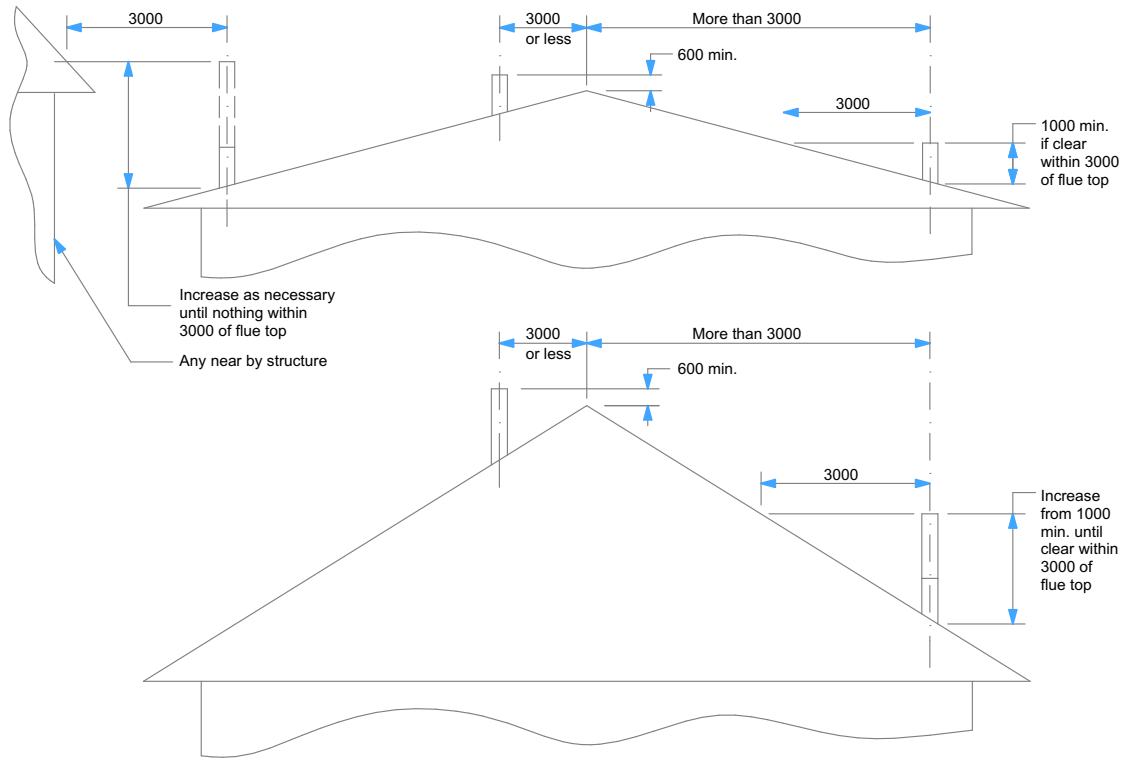 3000
3000
or less
More than 3000
600 min.
3000
1000 min.
if clear
within 3000
of flue top
Increase as necessary
until nothing within
3000 of flue top
Any near by structure
3000
or less
More than 3000
600 min.
3000
Increase
from 1000
min. until
clear within
3000 of
flue top